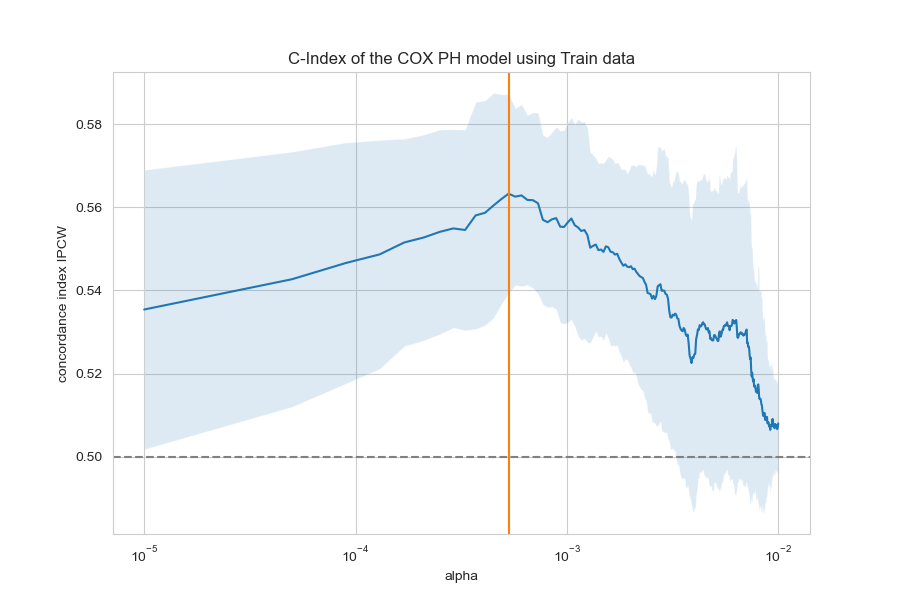 C-Index of the COX PH model using Train data
concordance index IPCW
0.58
0.56
0.54
0.52
0.50
10⁻⁵ 10⁻⁴ 10⁻³ 10⁻²
alpha